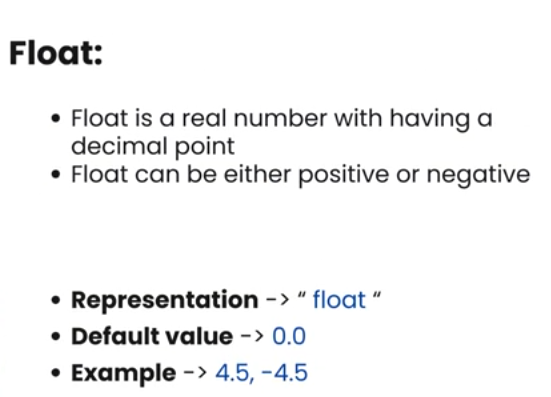 Float:
• Float is a real number with having a
decimal point
• Float can be either positive or negative
• Representation -> “ float “
• Default value -> 0.0
• Example -> 4.5, -4.5